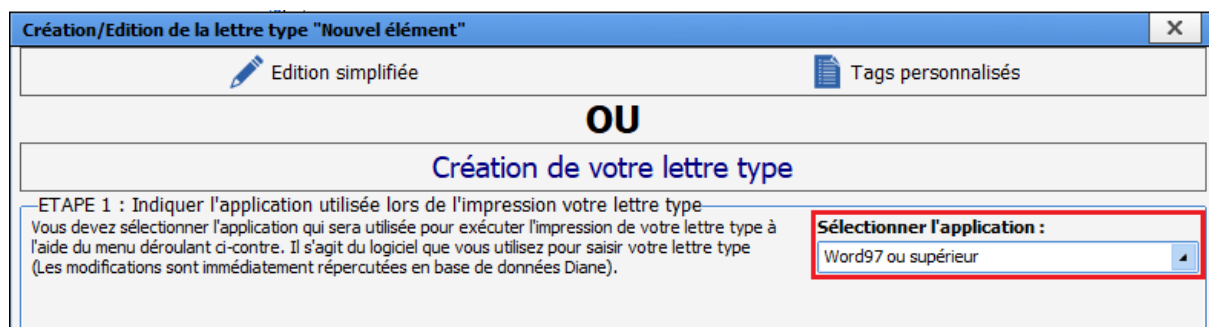 Création/Edition de la lettre type "Nouvel élément"
Edition simplifiée
Tags personnalisés
OU
Création de votre lettre type
ETAPE 1 : Indiquer l'application utilisée lors de l'impression votre lettre type
Vous devez sélectionner l'application qui sera utilisée pour exécuter l'impression de votre lettre type à
l'aide du menu déroulant ci-contre. Il s'agit du logiciel que vous utilisez pour saisir votre lettre type
(Les modifications sont immédiatement répercutées en base de données Diane).
Sélectionner l'application :
Word97 ou supérieur